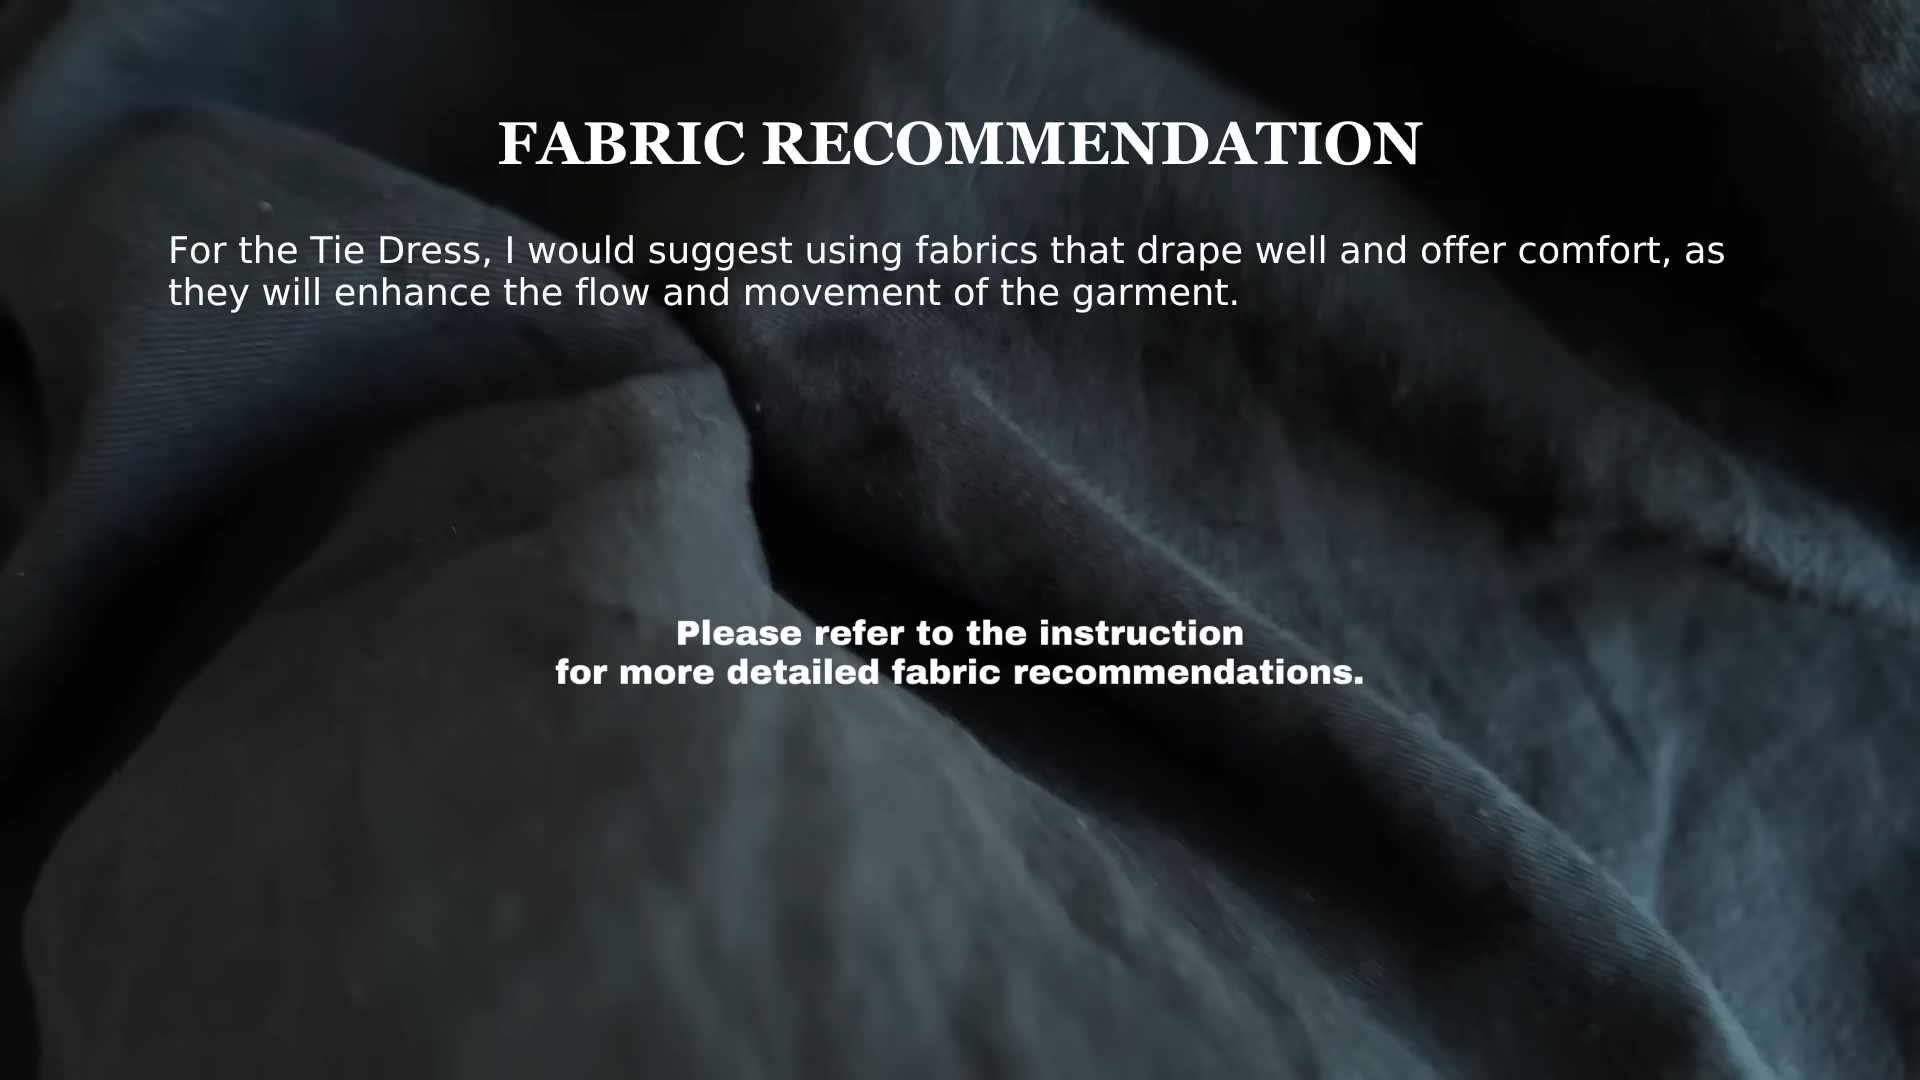 FABRIC RECOMMENDATION
For the Tie Dress, I would suggest using fabrics that drape well and offer comfort, as
they will enhance the flow and movement of the garment.
Please refer to the instruction
for more detailed fabric recommendations.